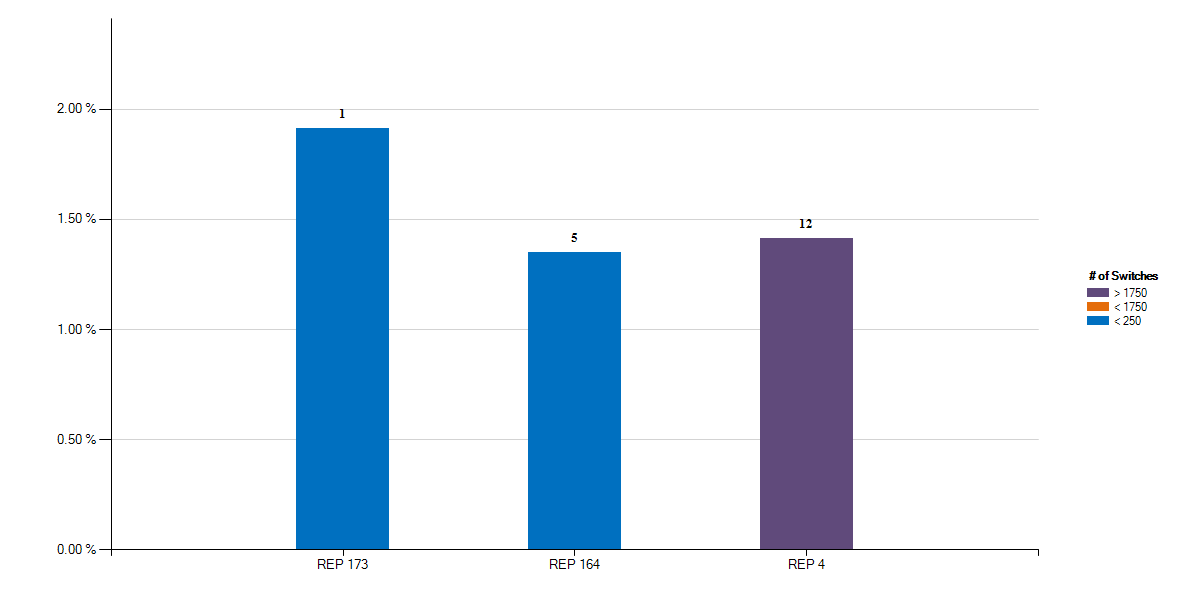 2.00 %
1.50 %
1.00 %
0.50 %
0.00 %
1
5
12
REP 173
REP 164
REP 4
# of Switches
> 1750
< 1750
< 250